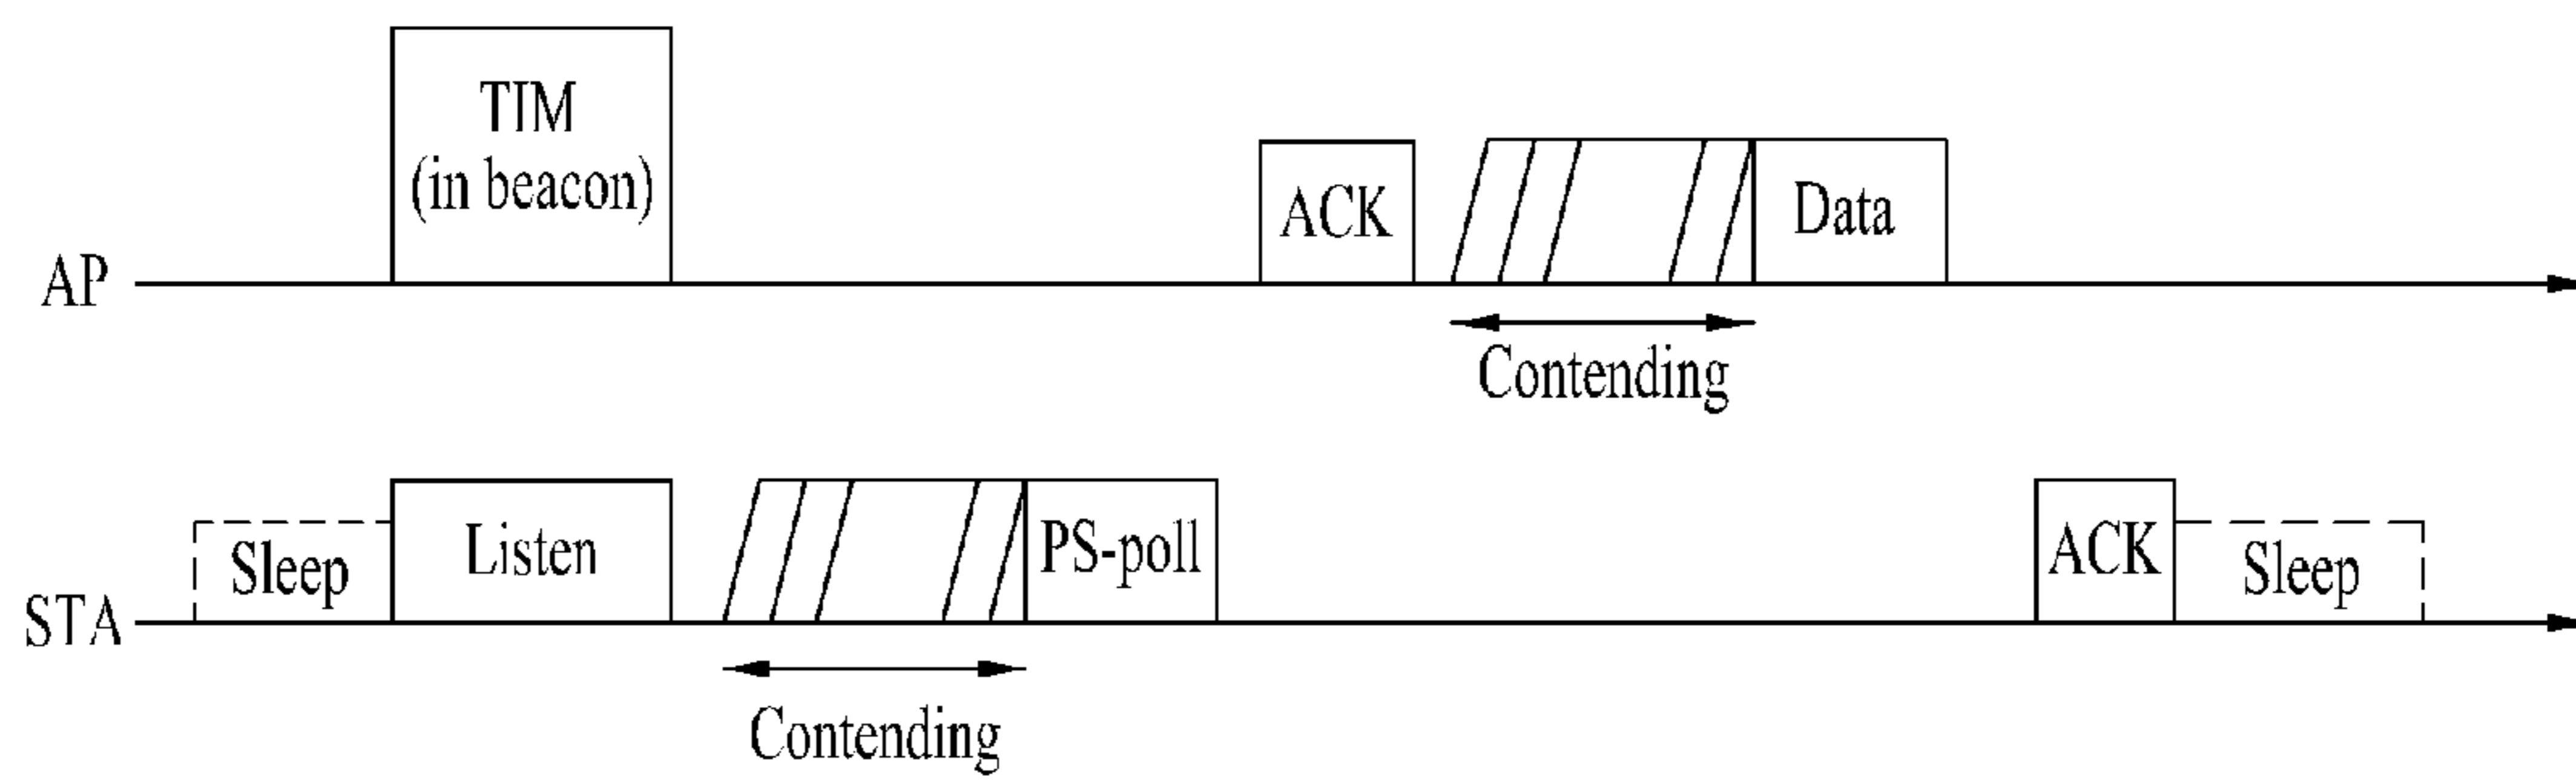 TIM
(in beacon)
ACK
Data
AP
Contending
Sleep
Listen
PS-poll
ACK
Sleep
STA
Contending